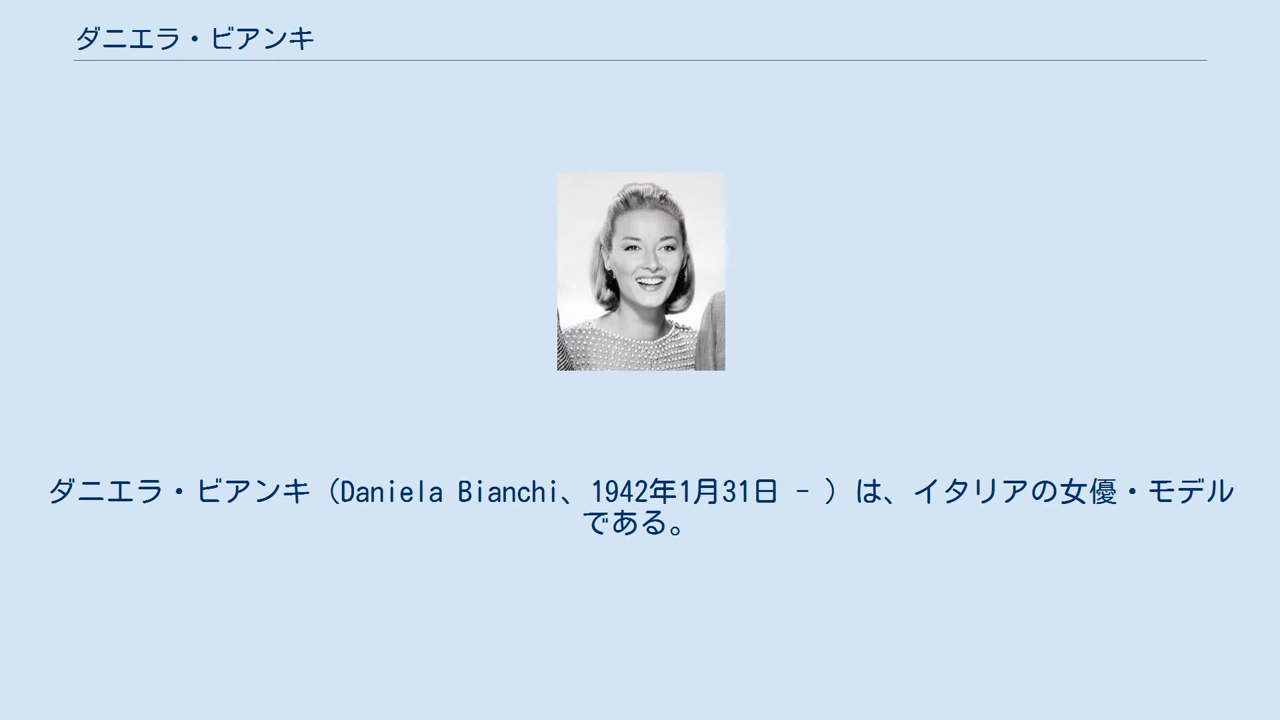 ダニエラ・ビアンキ
ダニエラ・ビアンキ（Daniela Bianchi、1942年1月31日 - ）は、イタリアの女優・モデル
である。